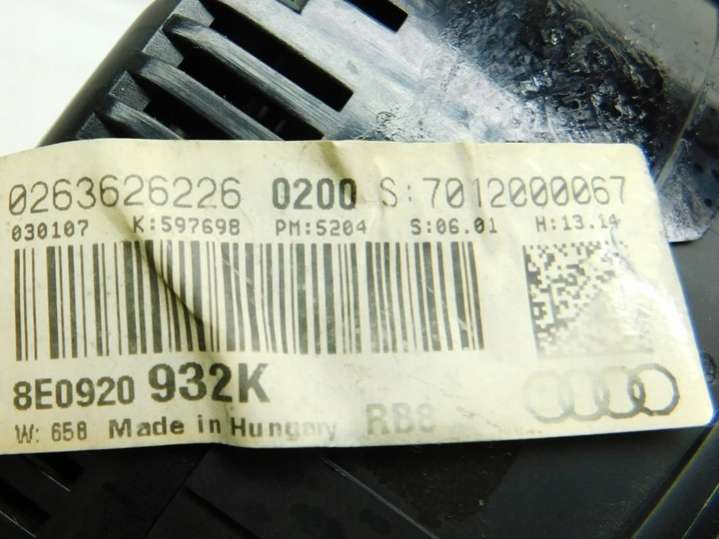 0263626226 0200 S:7012000067
030107 K:597698 PM:5204 S:06.01 H:13.14
8E0920 932K
W: 658 Made in Hungary RB8